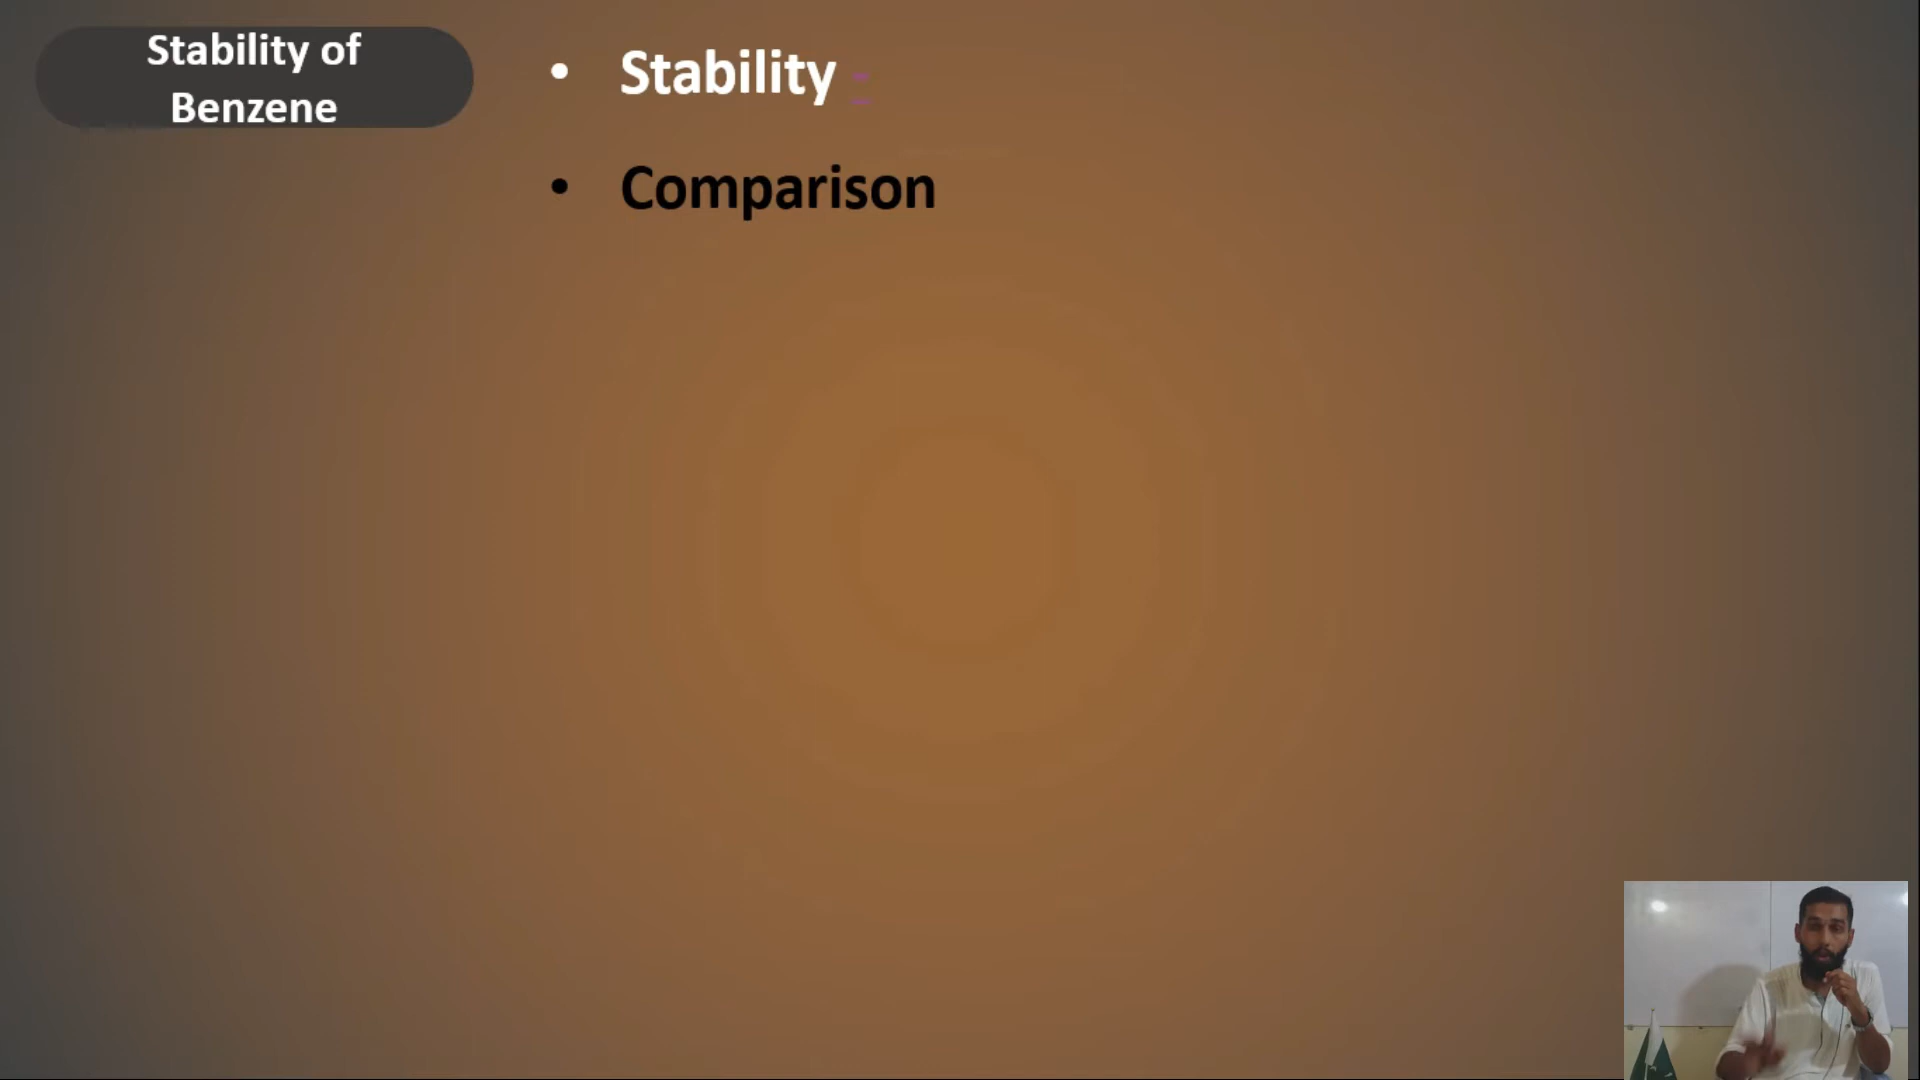 Stability of
Benzene
• Stability -
• Comparison